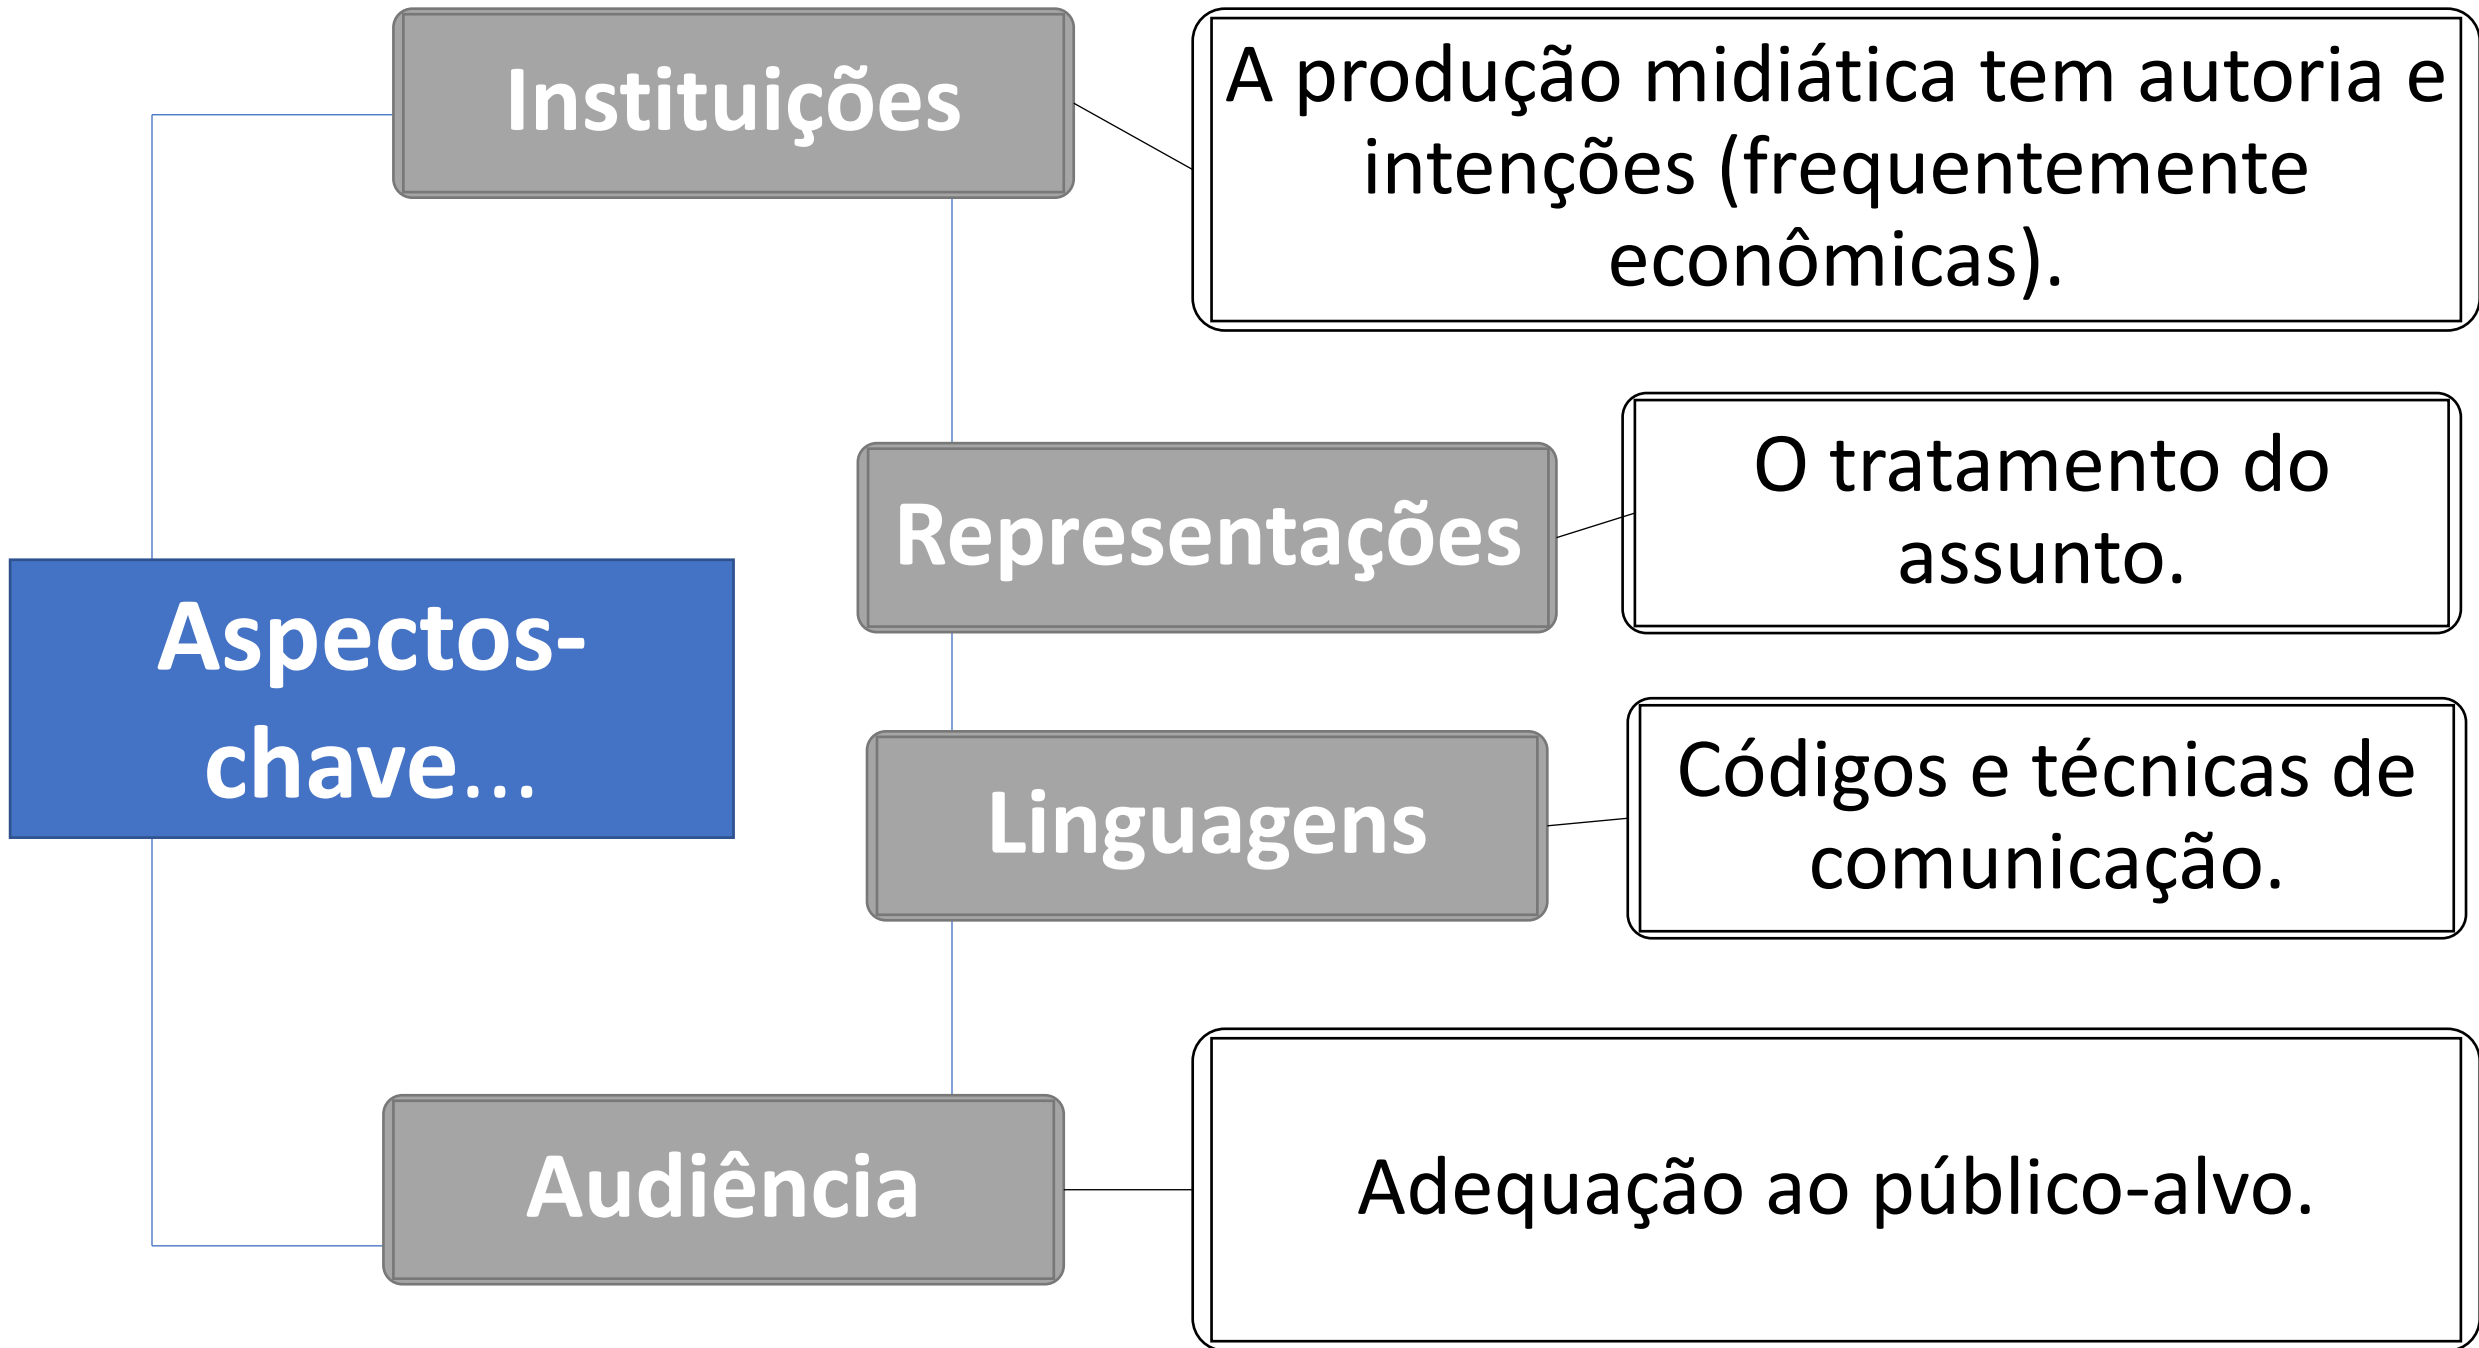 Instituições
A produção midiática tem autoria e
intenções (frequentemente
econômicas).
Representações
O tratamento do
assunto.
Aspectos-
chave...
Linguagens
Códigos e técnicas de
comunicação.
Audiência
Adequação ao público-alvo.